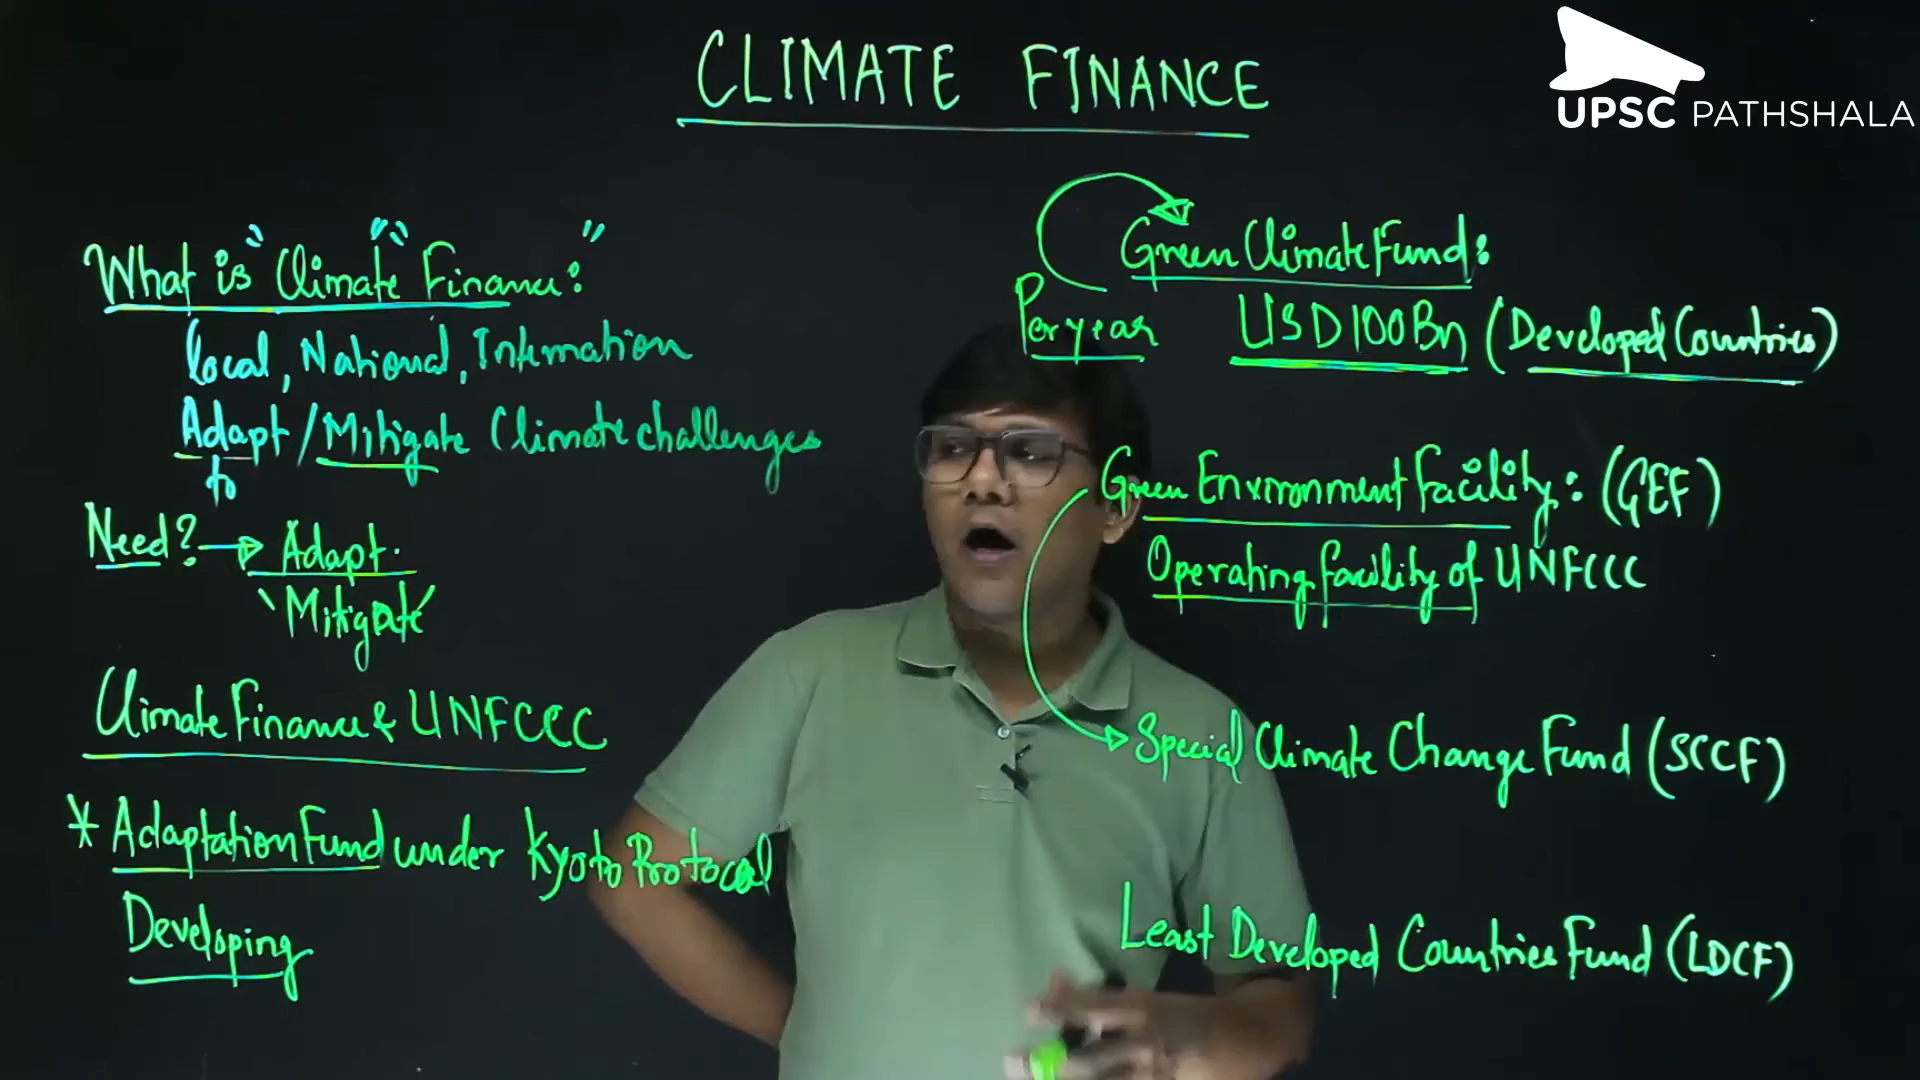 CLIMATE FINANCE
UPSC PATHSHALA
What is "Climate" "Finance:"
local, National, Internation
Adapt / Mitigate Climate challenges
to
Need? → Adapt.
Mitigate
Climate Finance & UNFCCC
* Adaptation Fund under Kyoto Protocol
Developing
Green Climate Fund:
Per year USD 100 Bn (Developed Countries)
Green Environment Facility: (GEF)
Operating facility of UNFCCC
Special Climate Change Fund (SCCF)
Least Developed Countries Fund (LDCF)